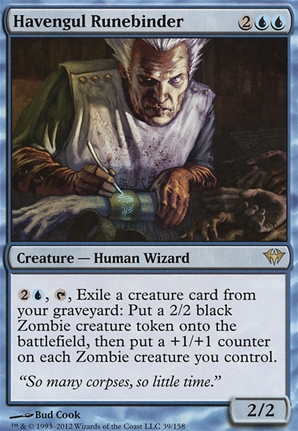 Havengul Runebinder 2
Creature — Human Wizard
2, , Exile a creature card from
your graveyard: Put a 2/2 black
Zombie creature token onto the
battlefield, then put a +1/+1 counter
on each Zombie creature you control.
“So many corpses, so little time.”
Bud Cook
™ & © 1993–2012 Wizards of the Coast LLC 39/158
2/2